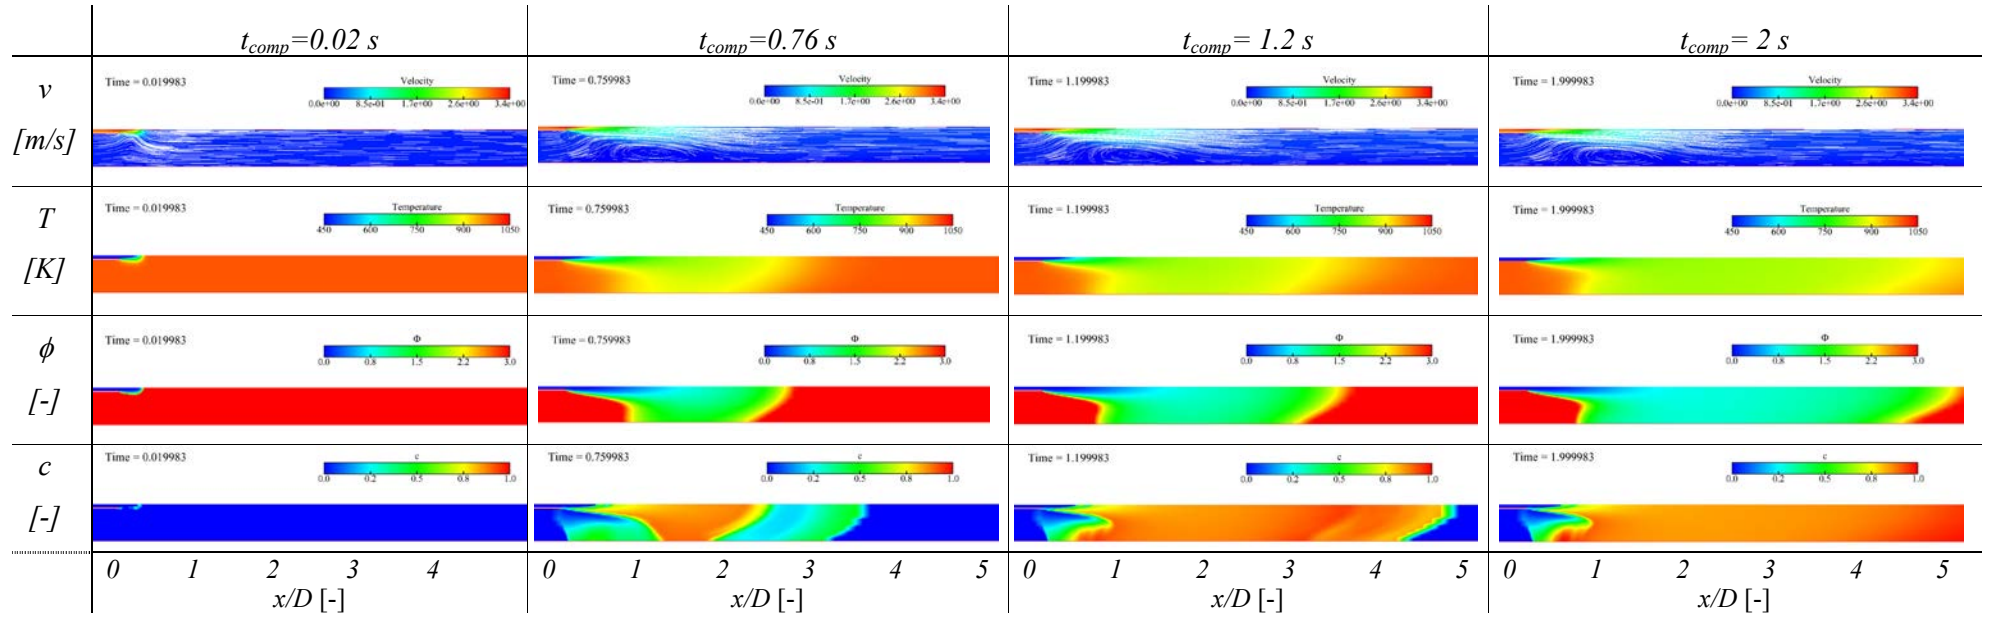 t_comp=0.02 s t_comp=0.76 s t_comp= 1.2 s t_comp= 2 s
v
[m/s]
Time = 0.019983 Velocity
0.0e+00 8.5e-01 1.7e+00 2.6e+00 3.4e+00
Time = 0.759983 Velocity
0.0e+00 8.5e-01 1.7e+00 2.6e+00 3.4e+00
Time = 1.199983 Velocity
0.0e+00 8.5e-01 1.7e+00 2.6e+00 3.4e+00
Time = 1.999983 Velocity
0.0e+00 8.5e-01 1.7e+00 2.6e+00 3.4e+00
T
[K]
Time = 0.019983 Temperature
450 600 750 900 1050
Time = 0.759983 Temperature
450 600 750 900 1050
Time = 1.199983 Temperature
450 600 750 900 1050
Time = 1.999983 Temperature
450 600 750 900 1050
ϕ
[-]
Time = 0.019983 Φ
0.0 0.8 1.5 2.2 3.0
Time = 0.759983 Φ
0.0 0.8 1.5 2.2 3.0
Time = 1.199983 Φ
0.0 0.8 1.5 2.2 3.0
Time = 1.999983 Φ
0.0 0.8 1.5 2.2 3.0
c
[-]
Time = 0.019983 c
0.0 0.2 0.5 0.8 1.0
Time = 0.759983 c
0.0 0.2 0.5 0.8 1.0
Time = 1.199983 c
0.0 0.2 0.5 0.8 1.0
Time = 1.999983 c
0.0 0.2 0.5 0.8 1.0
0 1 2 3 4 0 1 2 3 4 5 0 1 2 3 4 5 0 1 2 3 4 5
x/D [-] x/D [-] x/D [-] x/D [-]